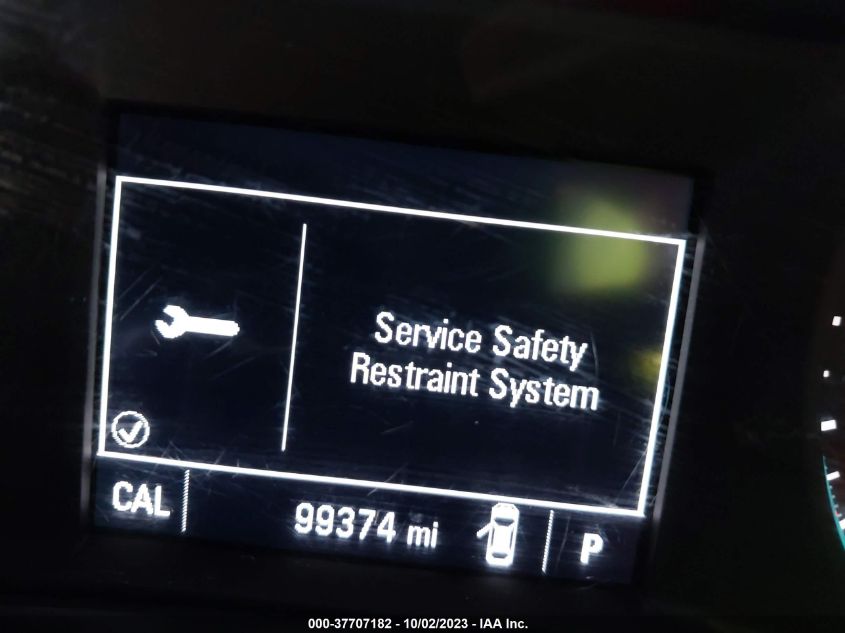 Service Safety
Restraint System
CAL 99374 mi P
000-37707182 - 10/02/2023 - IAA Inc.